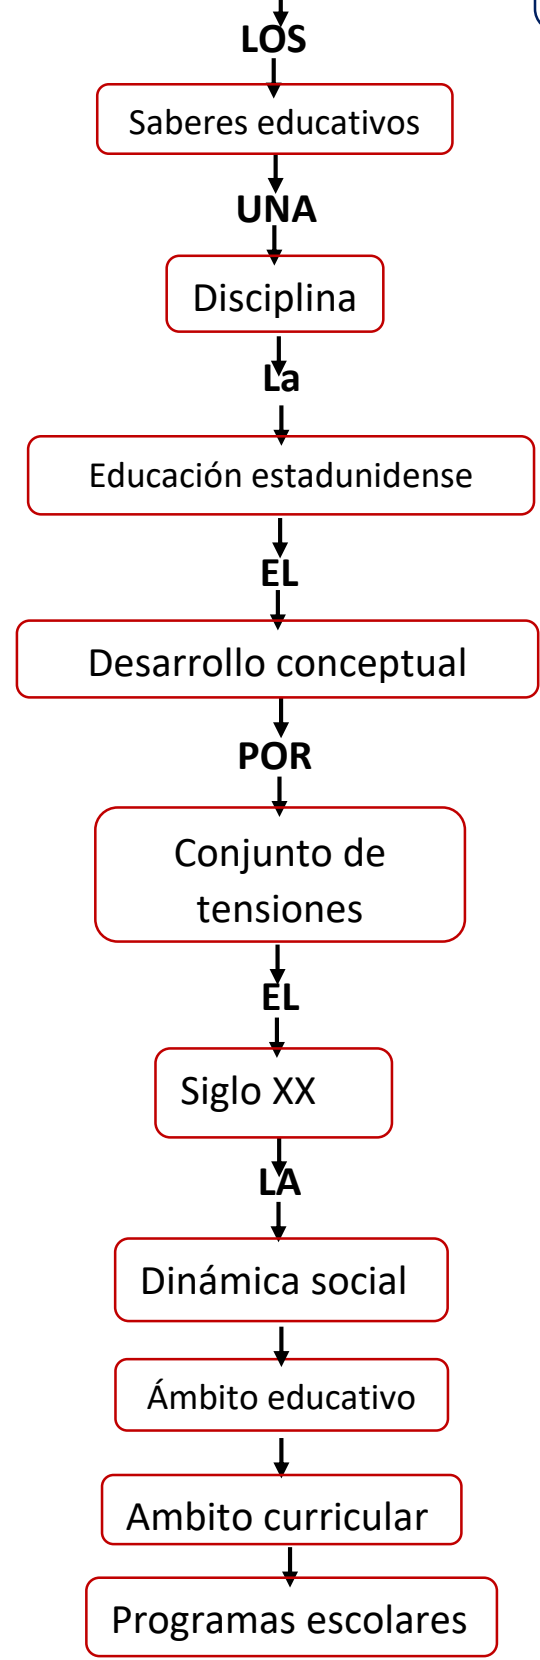 LOS
Saberes educativos
UNA
Disciplina
La
Educación estadunidense
EL
Desarrollo conceptual
POR
Conjunto de
tensiones
EL
Siglo XX
LA
Dinámica social
Ámbito educativo
Ambito curricular
Programas escolares